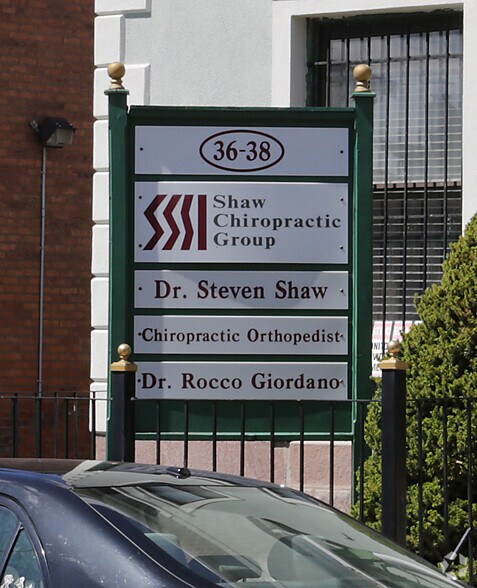 36-38
Shaw
Chiropractic
Group
Dr. Steven Shaw
Chiropractic Orthopedist
Dr. Rocco Giordano